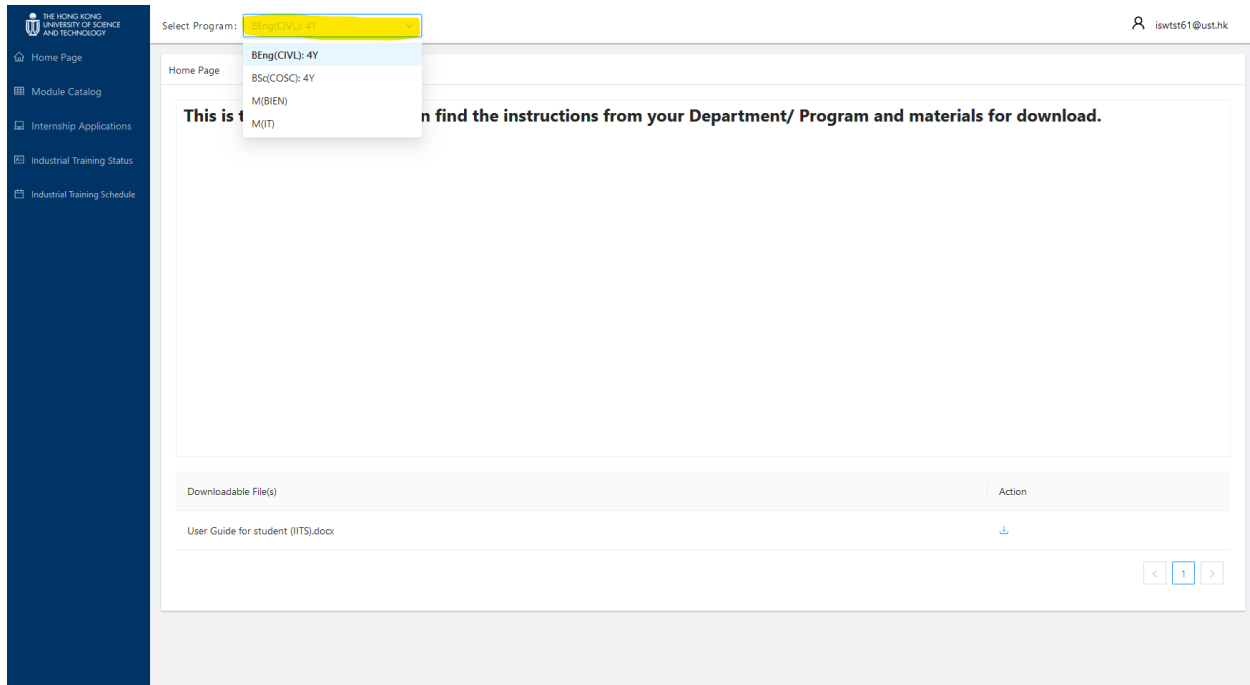 THE HONG KONG
UNIVERSITY OF SCIENCE
AND TECHNOLOGY
Select Program: BEng(CIVL): 4Y
iswtst61@ust.hk
Home Page
Module Catalog
Internship Applications
Industrial Training Status
Industrial Training Schedule
BEng(CIVL): 4Y
BSc(COSC): 4Y
M(BIEN)
M(IT)
Home Page
This is t n find the instructions from your Department/ Program and materials for download.
Downloadable File(s) Action
User Guide for student (IITS).docx
< 1 >